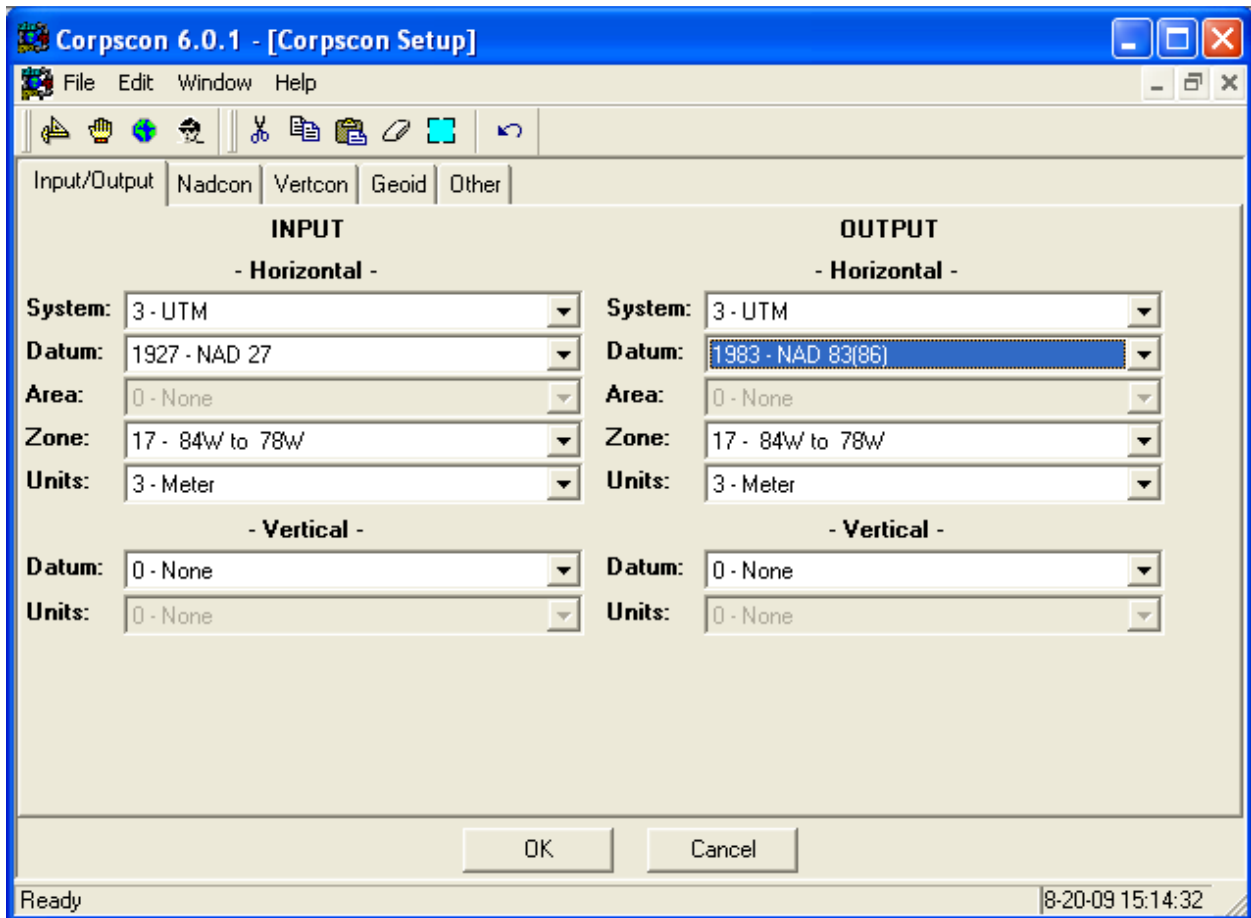 Corpscon 6.0.1 - [Corpscon Setup]
File Edit Window Help
Input/Output Nadcon Vertcon Geoid Other
INPUT OUTPUT
- Horizontal - - Horizontal -
System: 3 - UTM System: 3 - UTM
Datum: 1927 - NAD 27 Datum: 1983 - NAD 83(86)
Area: 0 - None Area: 0 - None
Zone: 17 - 84W to 78W Zone: 17 - 84W to 78W
Units: 3 - Meter Units: 3 - Meter
- Vertical - - Vertical -
Datum: 0 - None Datum: 0 - None
Units: 0 - None Units: 0 - None
OK Cancel
Ready 8-20-09 15:14:32